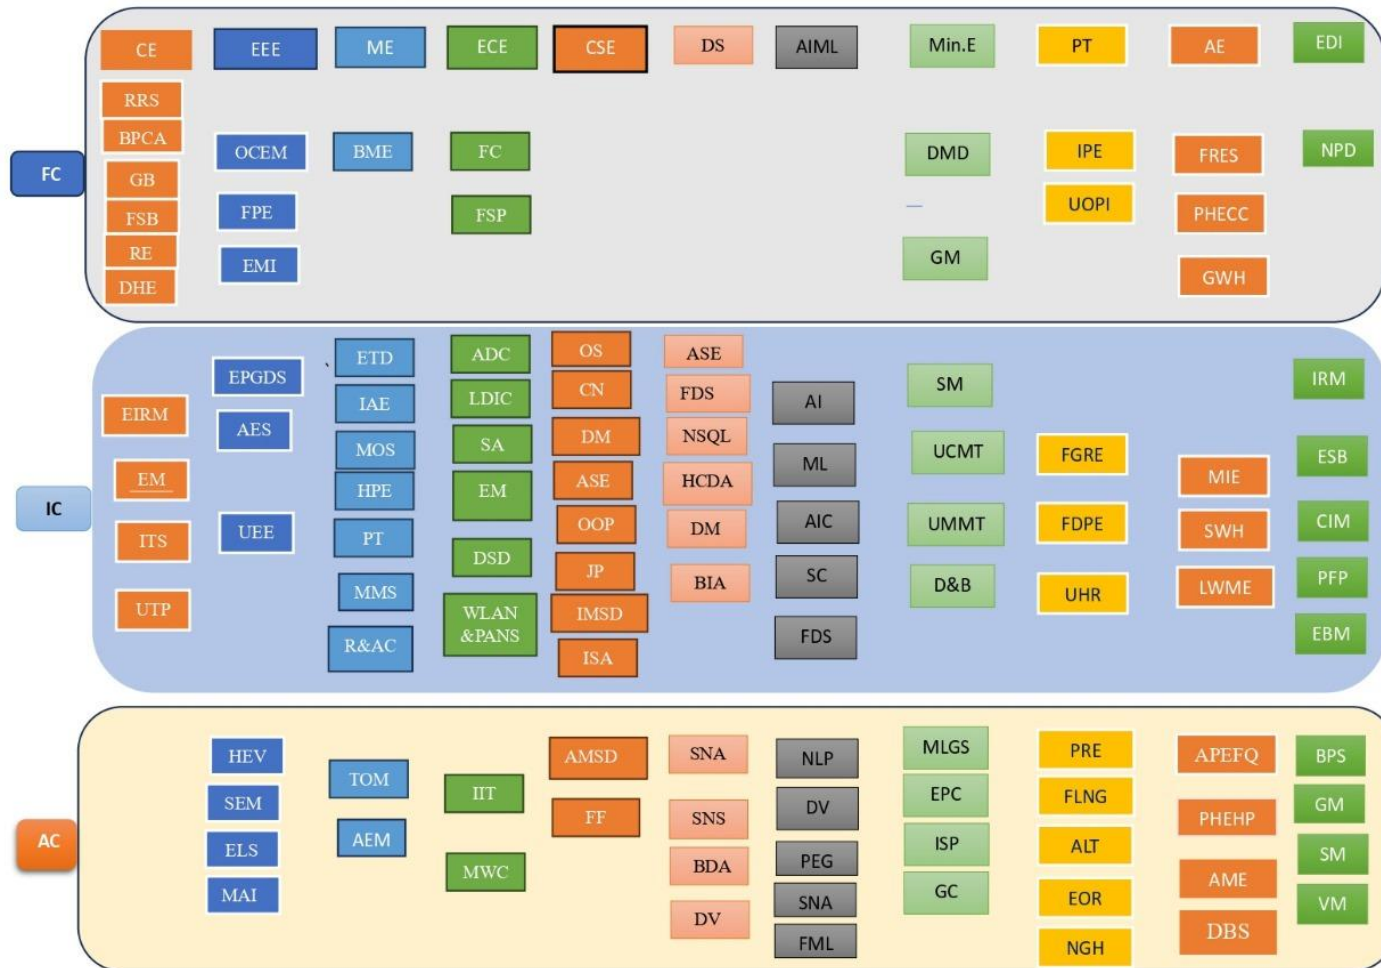 CE
EEE
ME
ECE
CSE
DS
AIML
Min.E
PT
AE
EDI
FC
RRS
BPCA
GB
FSB
RE
DHE
OCEM
FPE
EMI
BME
FC
FSP
DMD
—
GM
IPE
UOPI
FRES
PHECC
GWH
NPD
IC
EIRM
EM
ITS
UTP
EPGDS
AES
UEE
ETD
IAE
MOS
HPE
PT
MMS
R&AC
ADC
LDIC
SA
EM
DSD
WLAN
&PANS
OS
CN
DM
ASE
OOP
JP
IMSD
ISA
ASE
FDS
NSQL
HCDA
DM
BIA
AI
ML
AIC
SC
FDS
SM
UCMT
UMMT
D&B
FGRE
FDPE
UHR
MIE
SWH
LWME
IRM
ESB
CIM
PFP
EBM
AC
HEV
SEM
ELS
MAI
TOM
AEM
IIT
MWC
AMSD
FF
SNA
SNS
BDA
DV
NLP
DV
PEG
SNA
FML
MLGS
EPC
ISP
GC
PRE
FLNG
ALT
EOR
NGH
APEFQ
PHEHP
AME
DBS
BPS
GM
SM
VM